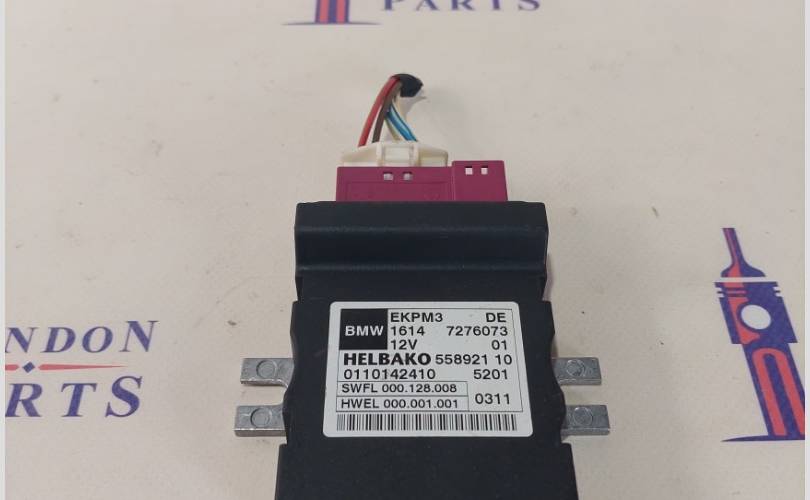 PARTS
NDON
ARTS
EKPM3 DE
BMW 1614 7276073
12V 01
HELBAKO 558921 10
0110142410 5201
SWFL 000.128.008
HWEL 000.001.001 0311